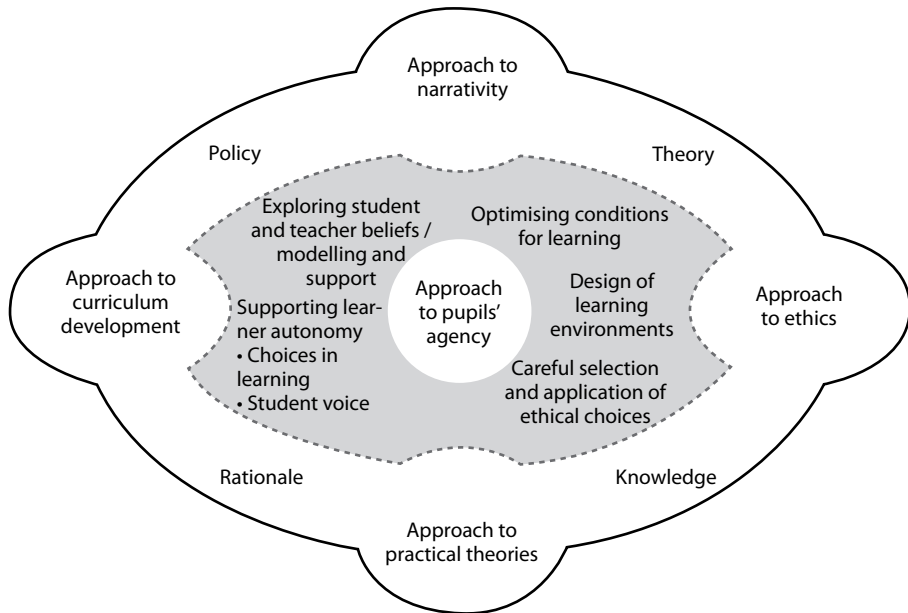 Approach to
narrativity
Policy
Theory
Exploring student
and teacher beliefs /
modelling and
support
Optimising conditions
for learning
Approach to
curriculum
development
Supporting lear-
ner autonomy
• Choices in
learning
• Student voice
Approach
to pupils’
agency
Design of
learning
environments
Careful selection
and application of
ethical choices
Approach
to ethics
Rationale
Knowledge
Approach to
practical theories